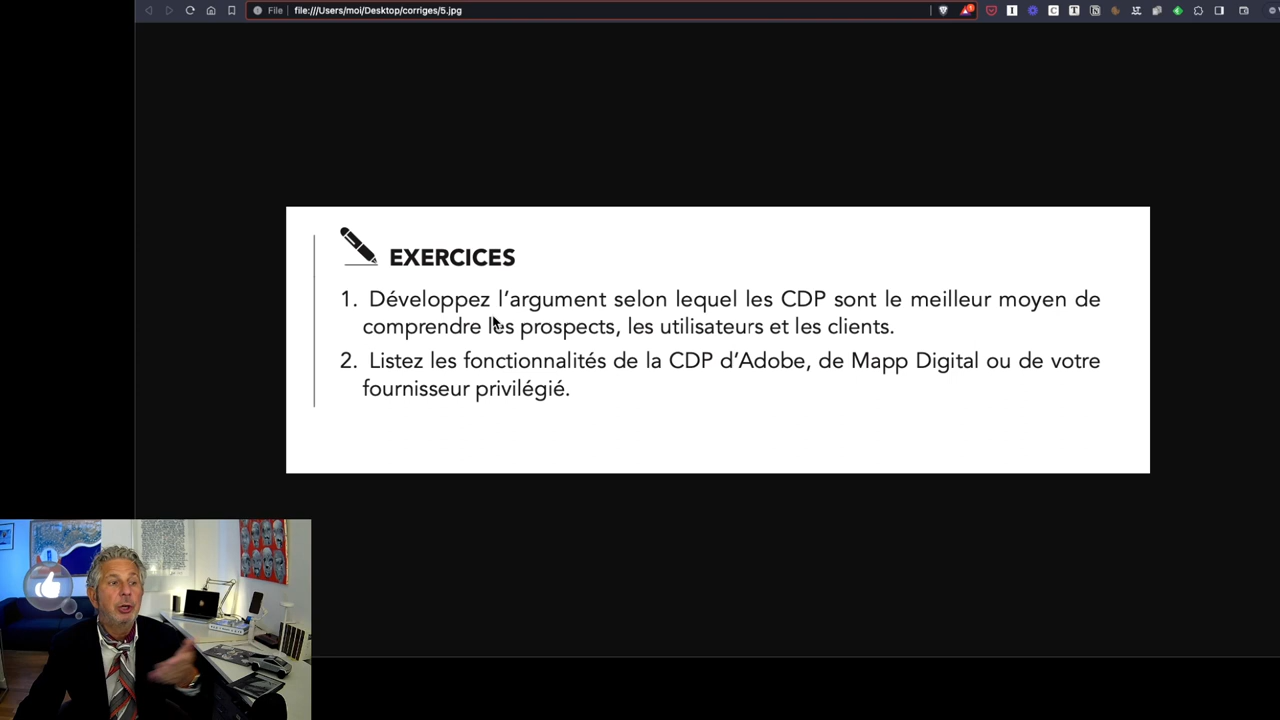 File
file:///Users/moi/Desktop/corriges/5.jpg
EXERCICES
1. Développez l'argument selon lequel les CDP sont le meilleur moyen de
comprendre les prospects, les utilisateurs et les clients.
2. Listez les fonctionnalités de la CDP d'Adobe, de Mapp Digital ou de votre
fournisseur privilégié.